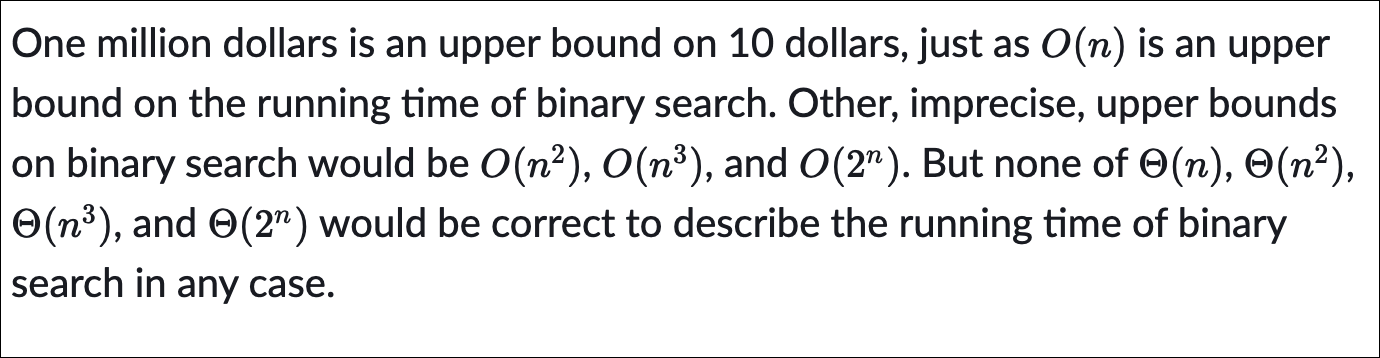 One million dollars is an upper bound on 10 dollars, just as O(n) is an upper
bound on the running time of binary search. Other, imprecise, upper bounds
on binary search would be O(n²), O(n³), and O(2ⁿ). But none of Θ(n), Θ(n²),
Θ(n³), and Θ(2ⁿ) would be correct to describe the running time of binary
search in any case.